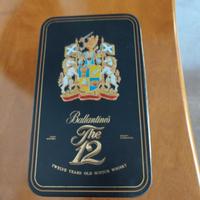 Ballantine's
The
12
TWELVE YEARS OLD SCOTCH WHISKY